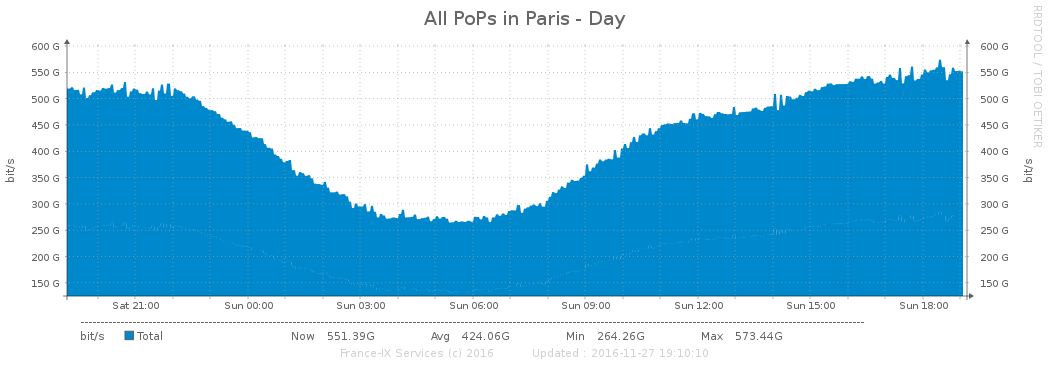 All PoPs in Paris - Day
RRDTOOL / TOBI OETIKER
bit/s
600 G
550 G
500 G
450 G
400 G
350 G
300 G
250 G
200 G
150 G
600 G
550 G
500 G
450 G
400 G
350 G
300 G
250 G
200 G
150 G
bit/s
Sat 21:00 Sun 00:00 Sun 03:00 Sun 06:00 Sun 09:00 Sun 12:00 Sun 15:00 Sun 18:00
bit/s Total Now 551.39G Avg 424.06G Min 264.26G Max 573.44G
France-IX Services (c) 2016 Updated : 2016-11-27 19:10:10